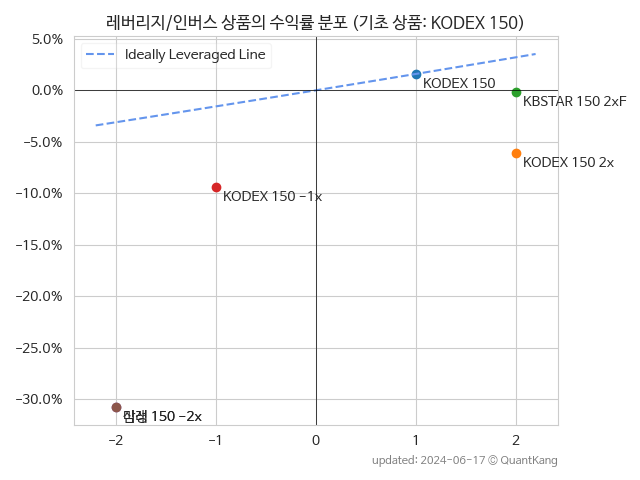 레버리지/인버스 상품의 수익률 분포 (기초 상품: KODEX 150)
5.0%
Ideally Leveraged Line
KODEX 150
0.0%
KBSTAR 150 2xF
−5.0%
KODEX 150 2x
−10.0%
KODEX 150 −1x
−15.0%
−20.0%
−25.0%
−30.0%
150 −2x
−2
−1
0
1
2
updated: 2024-06-17 © QuantKang